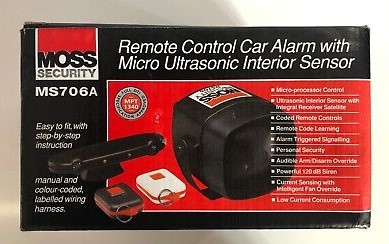 MOSS
SECURITY
MS706A
Remote Control Car Alarm with
Micro Ultrasonic Interior Sensor
MPT
1340
Easy to fit, with
step-by-step
instruction
manual and
colour-coded,
labelled wiring
harness.
MOSS
Micro-processor Control
Ultrasonic Interior Sensor with
Integral Receiver Satellite
Coded Remote Controls
Remote Code Learning
Alarm Triggered Signalling
Personal Security
Audible Arm/Disarm Override
Powerful 120 dB Siren
Current Sensing with
Intelligent Fan Override
Low Current Consumption